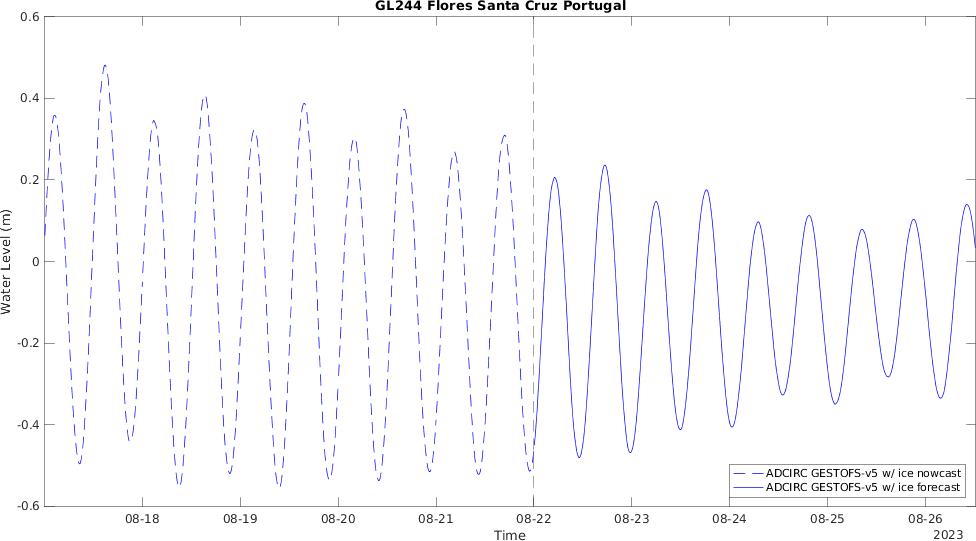 GL244 Flores Santa Cruz Portugal
0.6
0.4
0.2
0
-0.2
-0.4
-0.6
Water Level (m)
ADCIRC GESTOFS-v5 w/ ice nowcast
ADCIRC GESTOFS-v5 w/ ice forecast
08-18 08-19 08-20 08-21 08-22 08-23 08-24 08-25 08-26
Time
2023